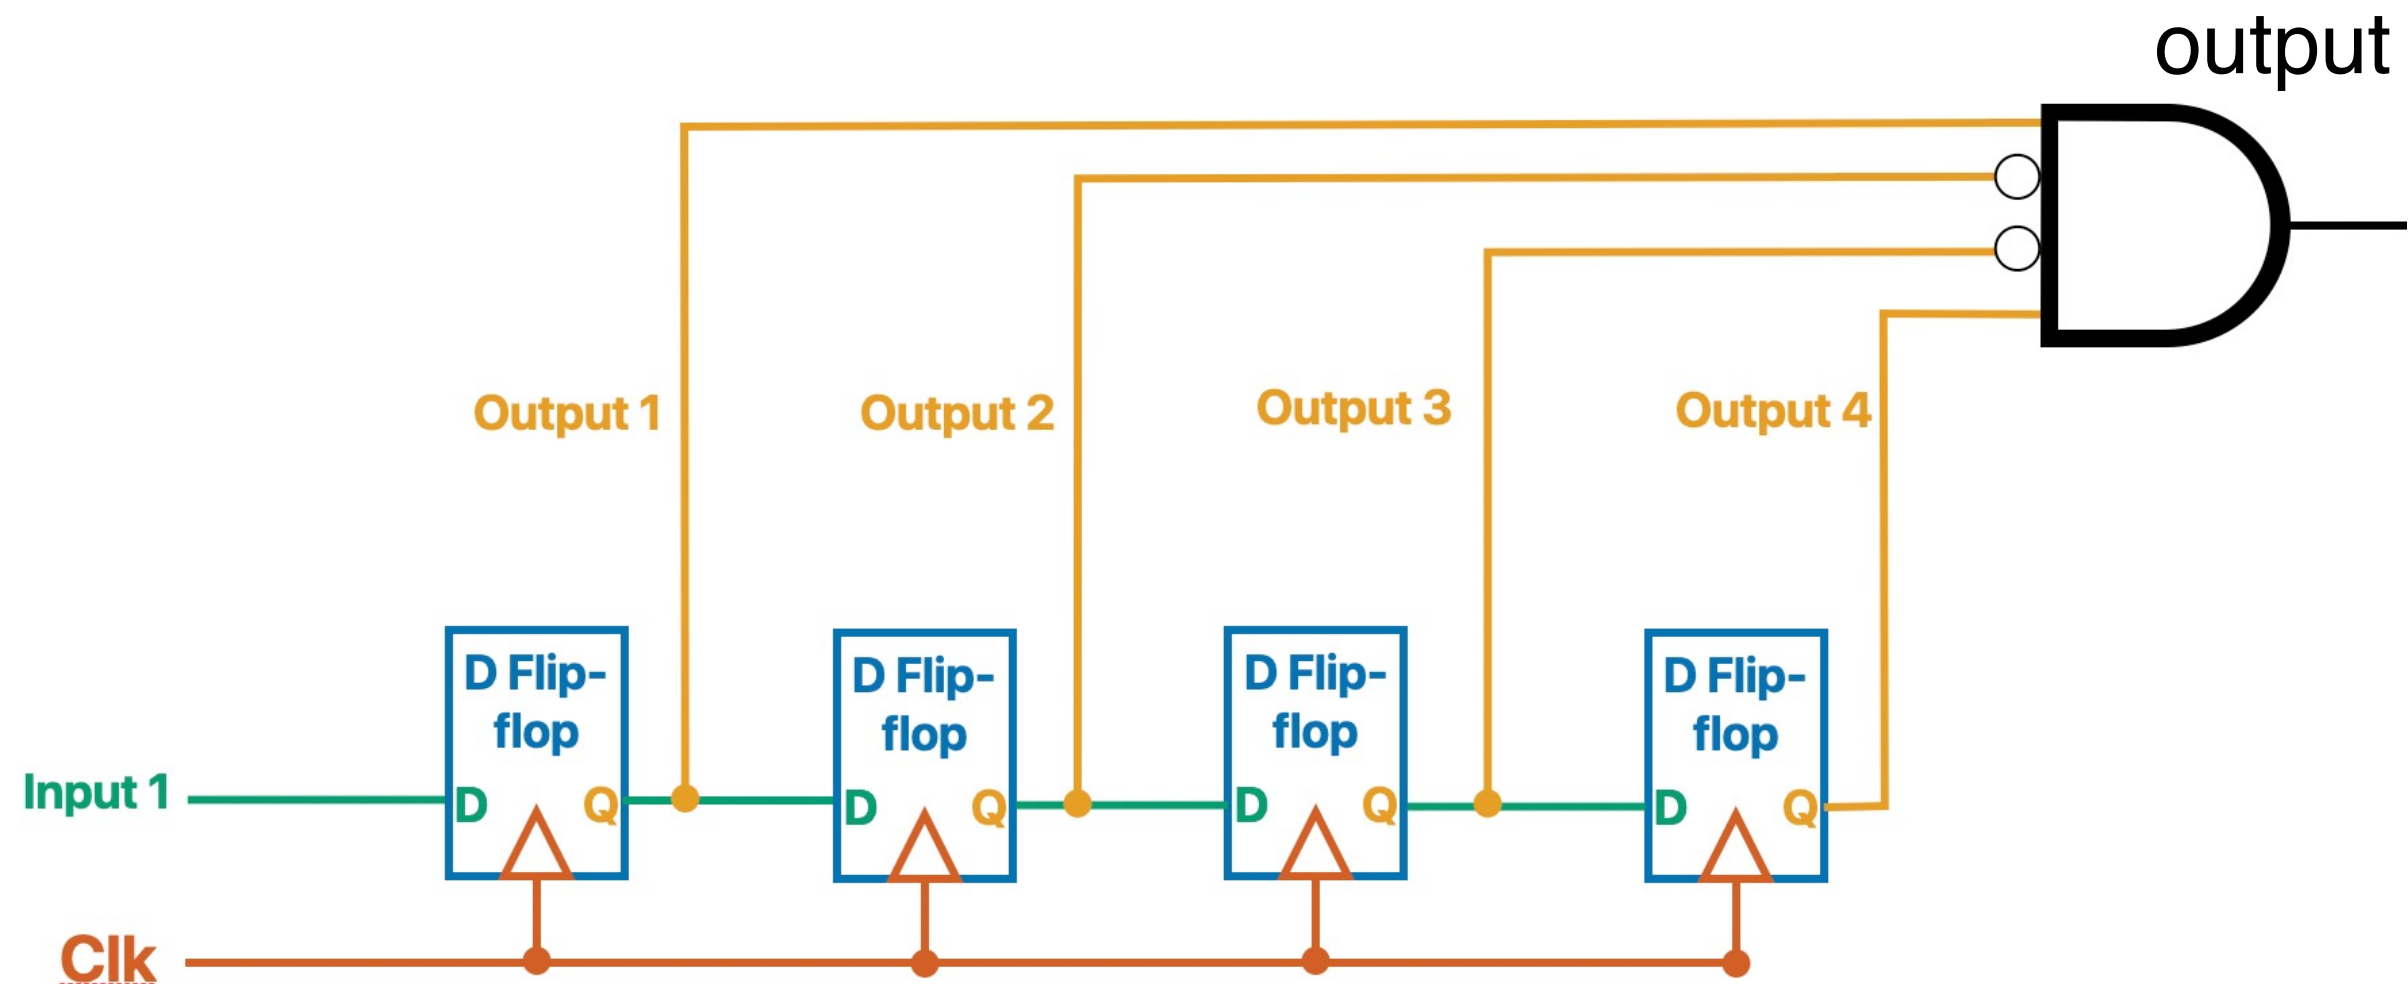 output
Output 1
Output 2
Output 3
Output 4
D Flip-
flop
D Flip-
flop
D Flip-
flop
D Flip-
flop
Input 1
D
Q
D
Q
D
Q
D
Q
Clk